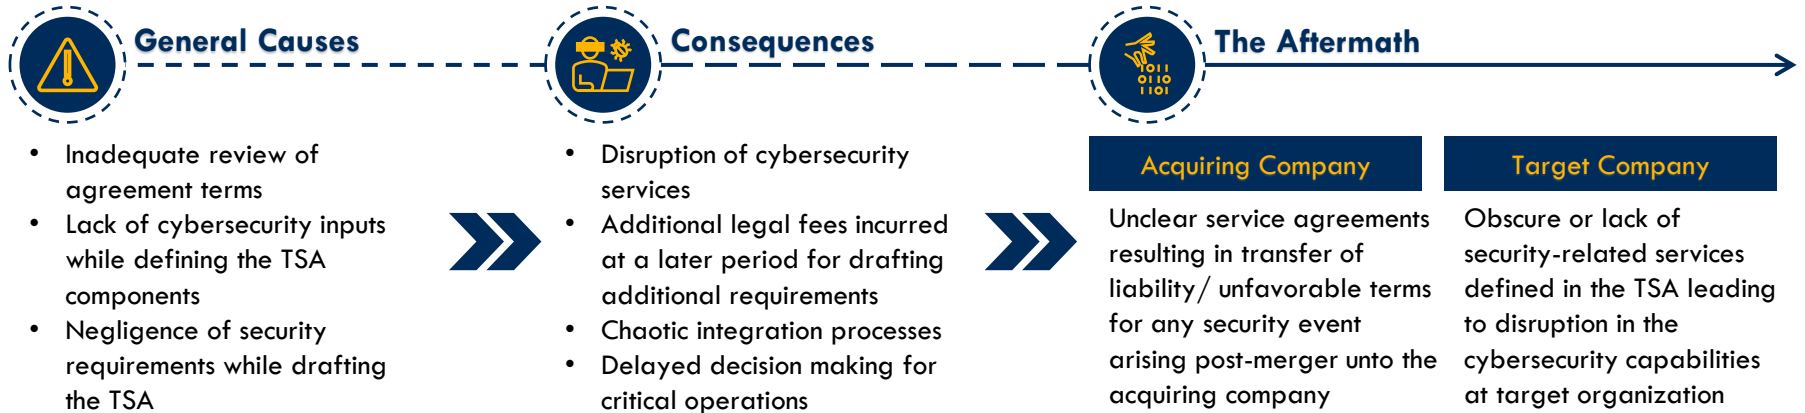 General Causes
• Inadequate review of
agreement terms
• Lack of cybersecurity inputs
while defining the TSA
components
• Negligence of security
requirements while drafting
the TSA
Consequences
• Disruption of cybersecurity
services
• Additional legal fees incurred
at a later period for drafting
additional requirements
• Chaotic integration processes
• Delayed decision making for
critical operations
The Aftermath
1011
0110
1101
Acquiring Company
Unclear service agreements
resulting in transfer of
liability/ unfavorable terms
for any security event
arising post-merger unto the
acquiring company
Target Company
Obscure or lack of
security-related services
defined in the TSA leading
to disruption in the
cybersecurity capabilities
at target organization